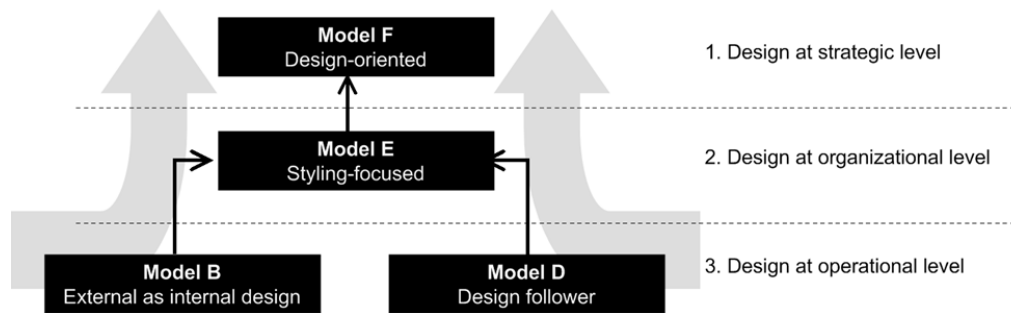 Model F
Design-oriented
1. Design at strategic level
Model E
Styling-focused
2. Design at organizational level
Model B
External as internal design
Model D
Design follower
3. Design at operational level